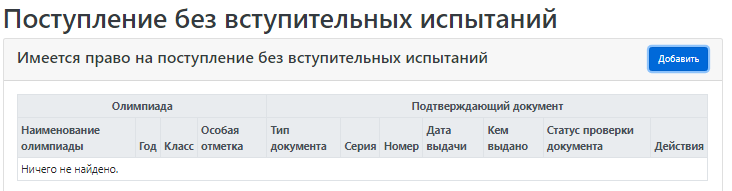 Поступление без вступительных испытаний
Имеется право на поступление без вступительных испытаний
Добавить
Олимпиада Подтверждающий документ
Наименование олимпиады Год Класс Особая отметка Тип документа Серия Номер Дата выдачи Кем выдано Статус проверки документа Действия
Ничего не найдено.